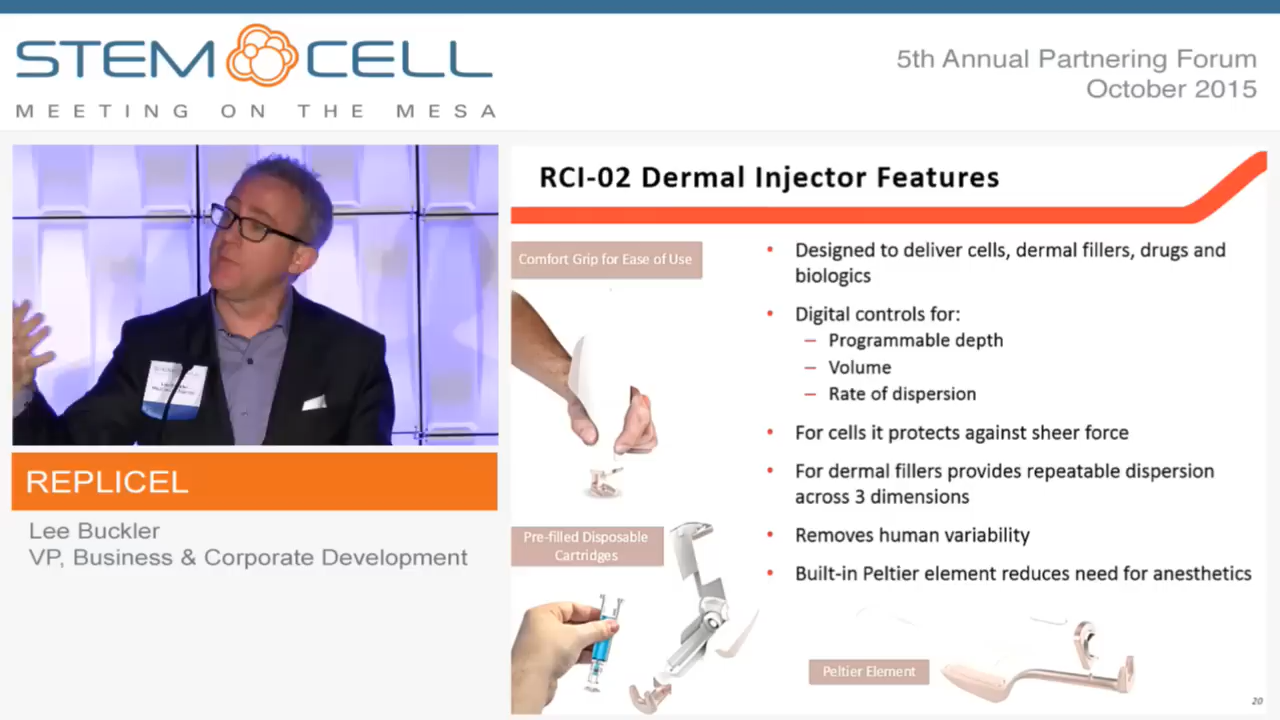 STEM CELL
MEETING ON THE MESA
5th Annual Partnering Forum
October 2015
REPLICEL
Lee Buckler
VP, Business & Corporate Development
RCI-02 Dermal Injector Features
Comfort Grip for Ease of Use
Pre-filled Disposable
Cartridges
• Designed to deliver cells, dermal fillers, drugs and
biologics
• Digital controls for:
– Programmable depth
– Volume
– Rate of dispersion
• For cells it protects against sheer force
• For dermal fillers provides repeatable dispersion
across 3 dimensions
• Removes human variability
• Built-in Peltier element reduces need for anesthetics
Peltier Element
20